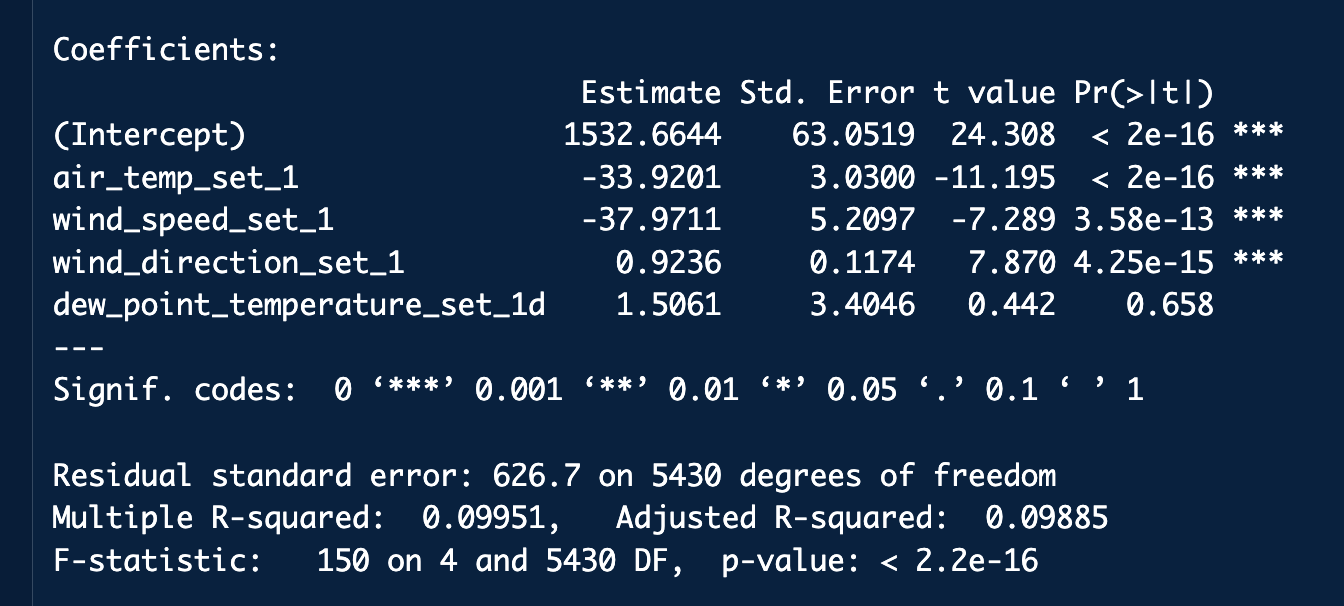 Coefficients:
Estimate Std. Error t value Pr(>|t|)
(Intercept) 1532.6644 63.0519 24.308 < 2e-16 ***
air_temp_set_1 -33.9201 3.0300 -11.195 < 2e-16 ***
wind_speed_set_1 -37.9711 5.2097 -7.289 3.58e-13 ***
wind_direction_set_1 0.9236 0.1174 7.870 4.25e-15 ***
dew_point_temperature_set_1d 1.5061 3.4046 0.442 0.658
---
Signif. codes: 0 ‘***’ 0.001 ‘**’ 0.01 ‘*’ 0.05 ‘.’ 0.1 ‘ ’ 1
Residual standard error: 626.7 on 5430 degrees of freedom
Multiple R-squared: 0.09951, Adjusted R-squared: 0.09885
F-statistic: 150 on 4 and 5430 DF, p-value: < 2.2e-16